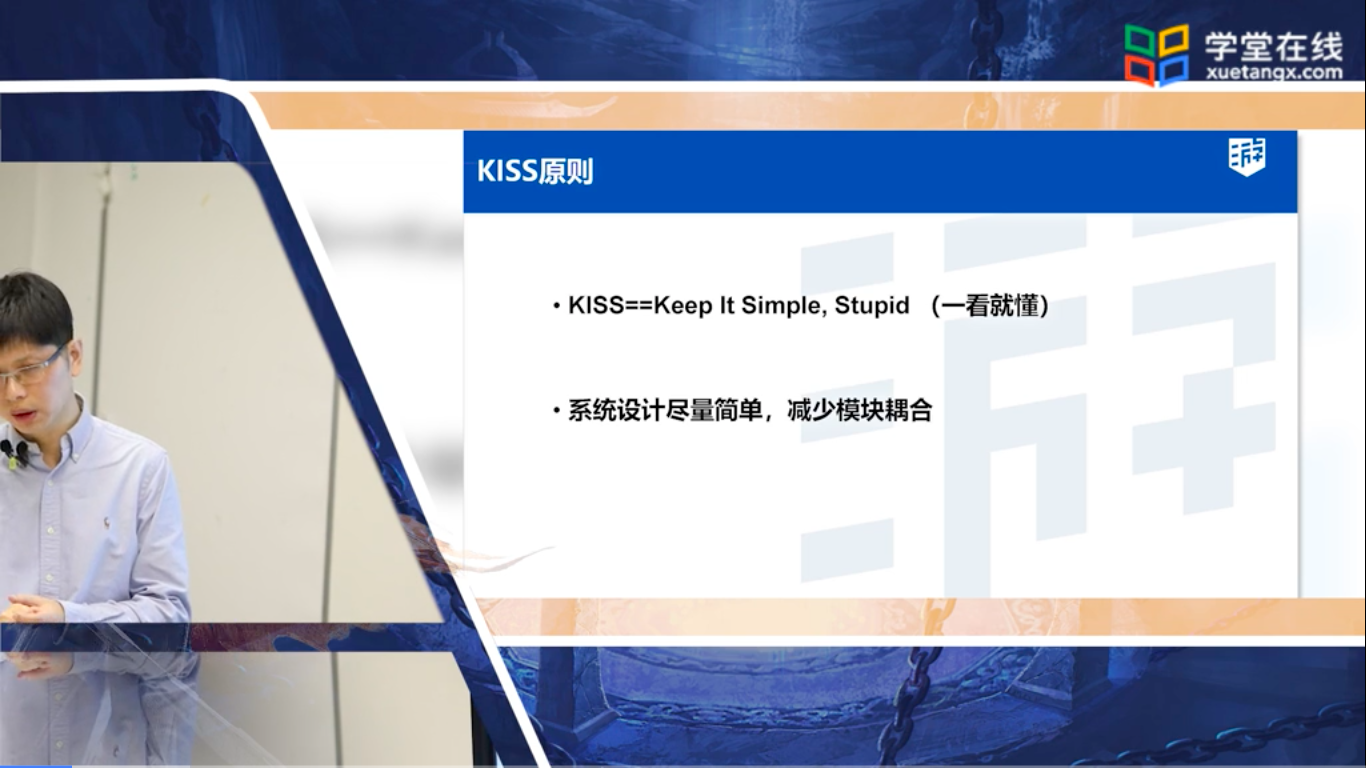 学堂在线
xuetangx.com
KISS原则
游
• KISS==Keep It Simple, Stupid （一看就懂）
• 系统设计尽量简单，减少模块耦合